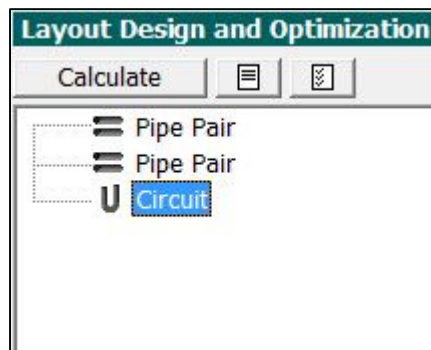 Layout Design and Optimization
Calculate
Pipe Pair
Pipe Pair
Circuit